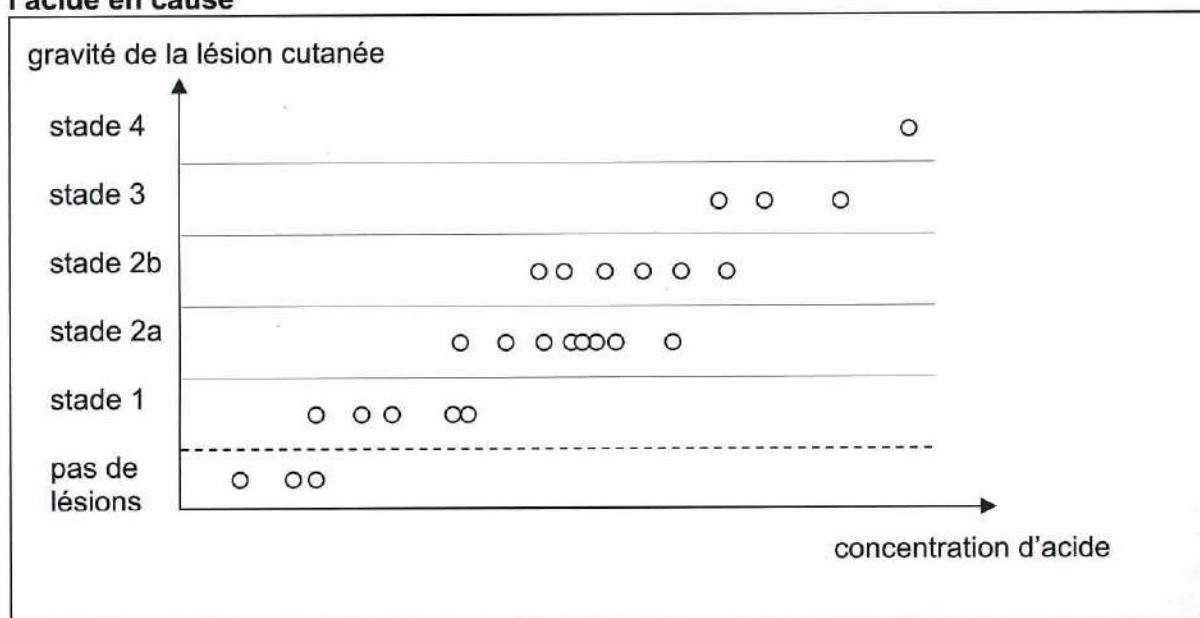 l'acide en cause
gravité de la lésion cutanée
stade 4
stade 3
stade 2b
stade 2a
stade 1
pas de
lésions
concentration d'acide